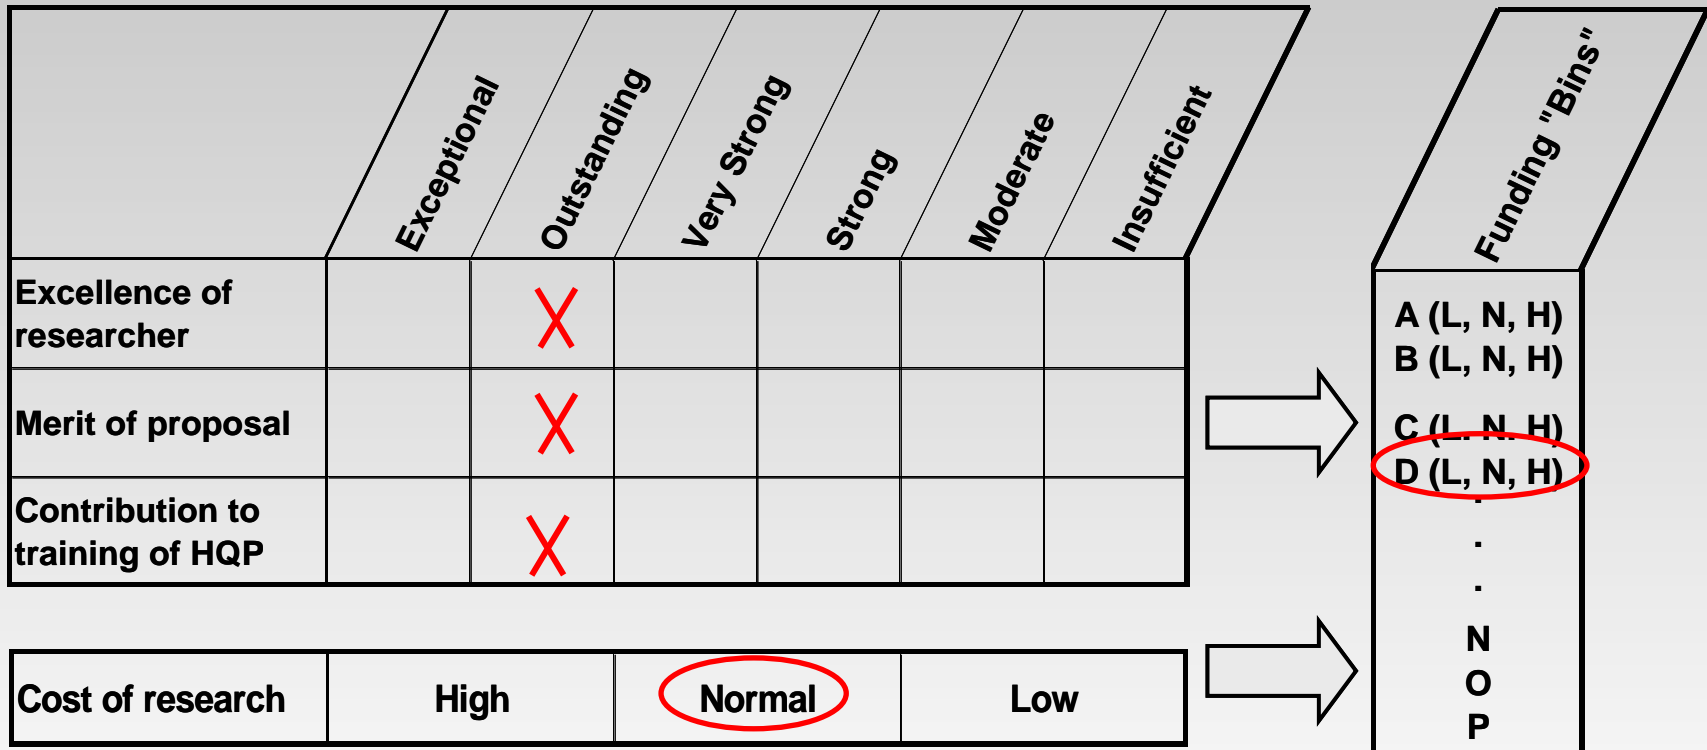 Exceptional
Outstanding
Very Strong
Strong
Moderate
Insufficient
Excellence of
researcher
Merit of proposal
Contribution to
training of HQP
Cost of research
High
Normal
Low
Funding "Bins"
A (L, N, H)
B (L, N, H)
C (L, N, H)
D (L, N, H)
.
.
.
N
O
P